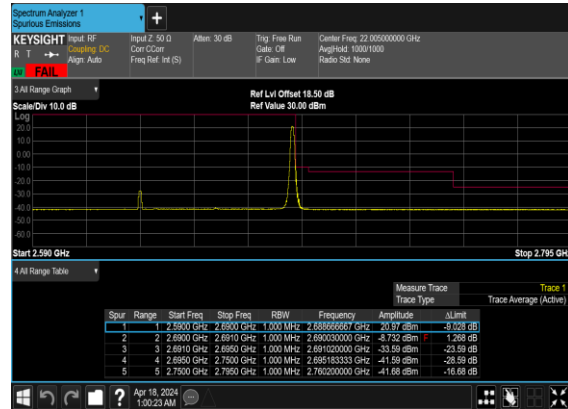 Spectrum Analyzer 1
Spurious Emissions
+
KEYSIGHT Input: RF Input Z: 50 Ω Atten: 30 dB Trig: Free Run Center Freq: 22.005000000 GHz
R T Coupling: DC Corr CCorr Gate: Off Avg|Hold: 1000/1000
Align: Auto Freq Ref: Int (S) IF Gain: Low Radio Std: None
FAIL
3 All Range Graph Ref Lvl Offset 18.50 dB
Scale/Div 10.0 dB Ref Value 30.00 dBm
Log
20.0
10.0
0.00
-10.0
-20.0
-30.0
-40.0
-50.0
-60.0
Start 2.590 GHz Stop 2.795 GHz
4 All Range Table
Measure Trace Trace 1
Trace Type Trace Average (Active)
Spur Range Start Freq Stop Freq RBW Frequency Amplitude ΔLimit
1 1 2.5900 GHz 2.6900 GHz 1.000 MHz 2.688666667 GHz 20.97 dBm -9.028 dB
2 2 2.6900 GHz 2.6910 GHz 1.000 MHz 2.690030000 GHz -8.732 dBm F 1.268 dB
3 3 2.6910 GHz 2.6950 GHz 1.000 MHz 2.691020000 GHz -33.59 dBm -23.59 dB
4 4 2.6950 GHz 2.7500 GHz 1.000 MHz 2.695183333 GHz -41.59 dBm -28.59 dB
5 5 2.7500 GHz 2.7950 GHz 1.000 MHz 2.760200000 GHz -41.68 dBm -16.68 dB
? Apr 18, 2024
1:00:23 AM